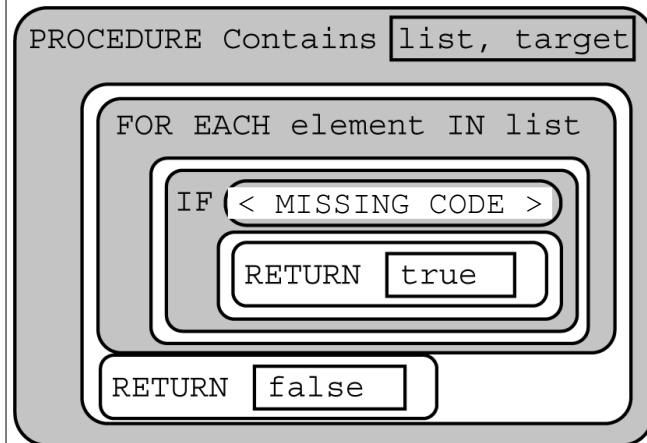 PROCEDURE Contains list, target
FOR EACH element IN list
IF < MISSING CODE >
RETURN true
RETURN false